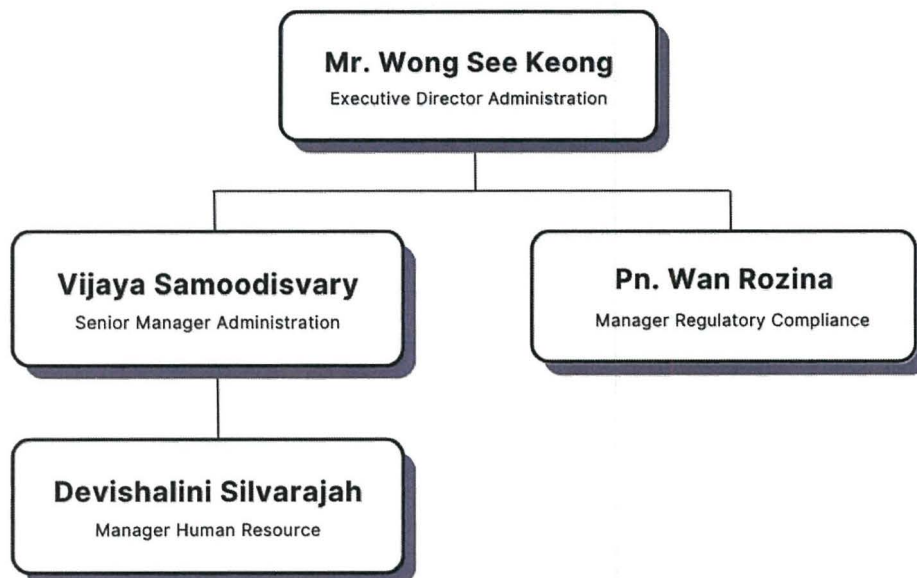 Mr. Wong See Keong
Executive Director Administration
Vijaya Samoodisvary
Senior Manager Administration
Pn. Wan Rozina
Manager Regulatory Compliance
Devishalini Silvarajah
Manager Human Resource